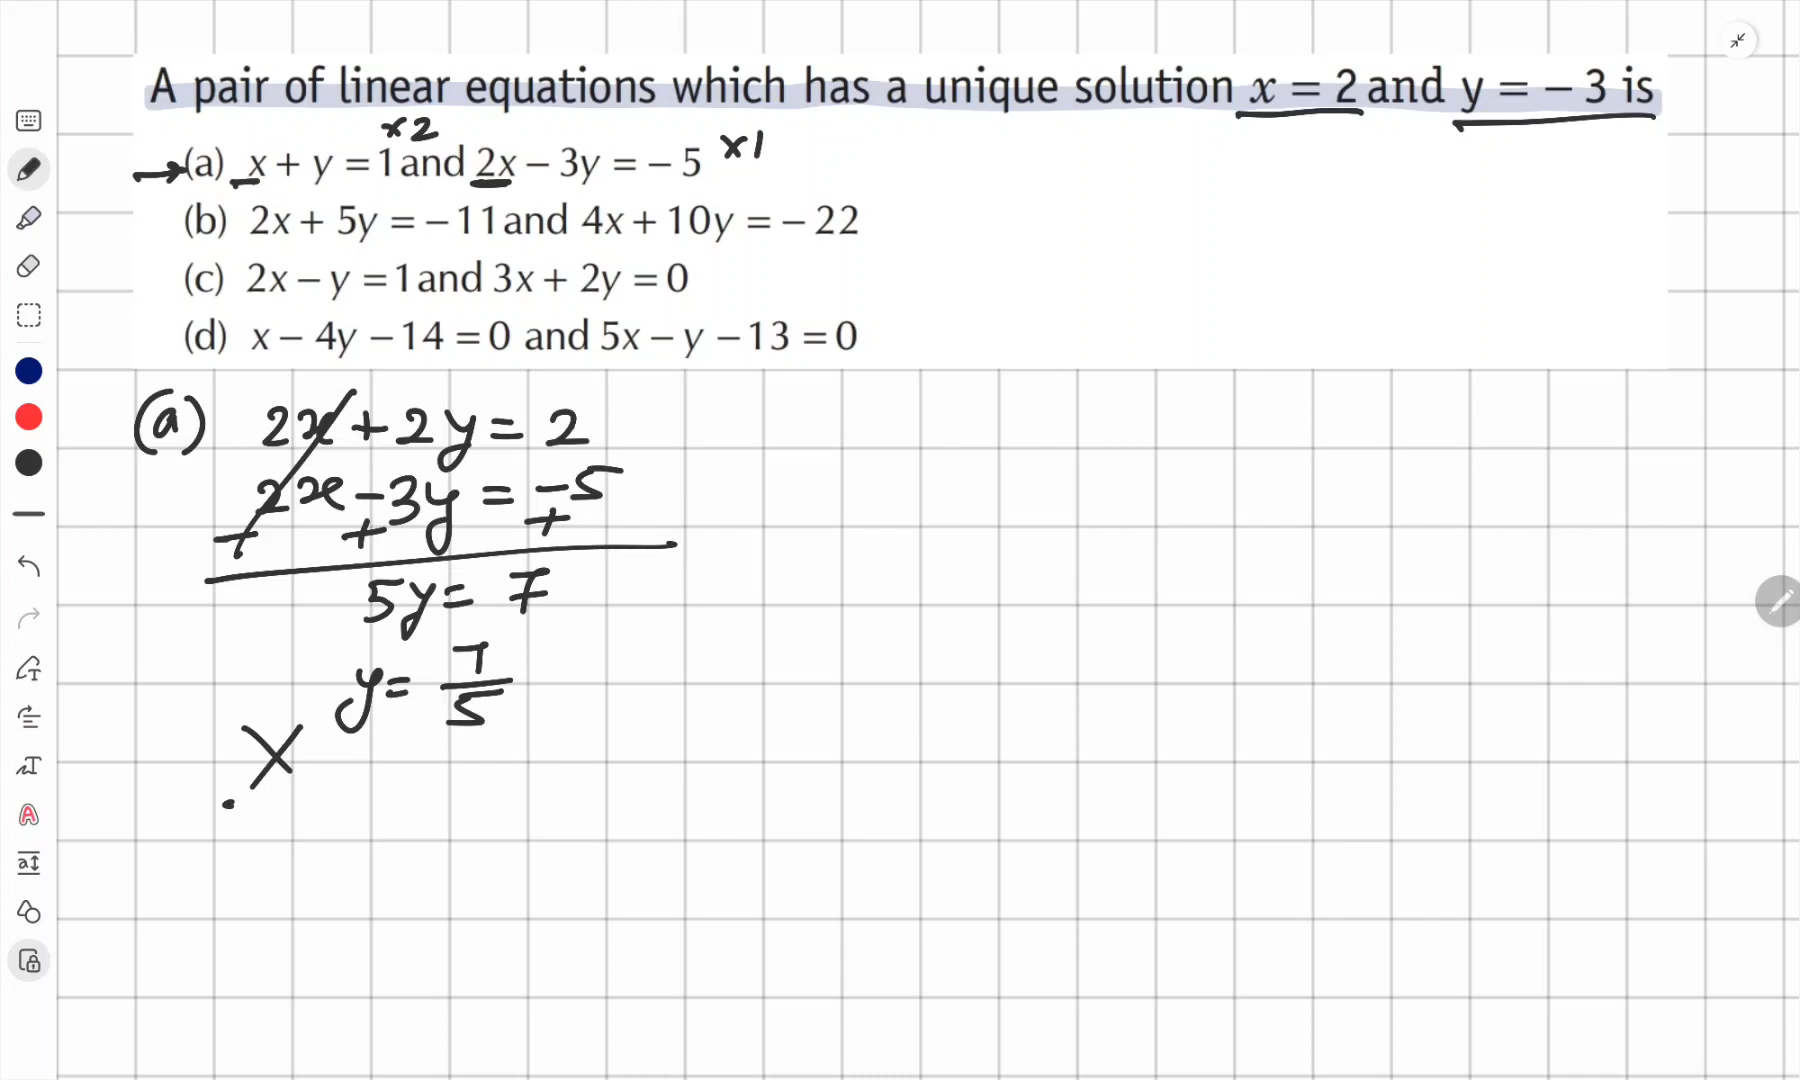 A pair of linear equations which has a unique solution x = 2 and y = – 3 is
x2
(a) x + y = 1 and 2x – 3y = – 5 x1
(b) 2x + 5y = – 11 and 4x + 10y = – 22
(c) 2x – y = 1 and 3x + 2y = 0
(d) x – 4y – 14 = 0 and 5x – y – 13 = 0
(a) 2x + 2y = 2
2x – 3y = –5
– + +
5y = 7
y = 7/5
X